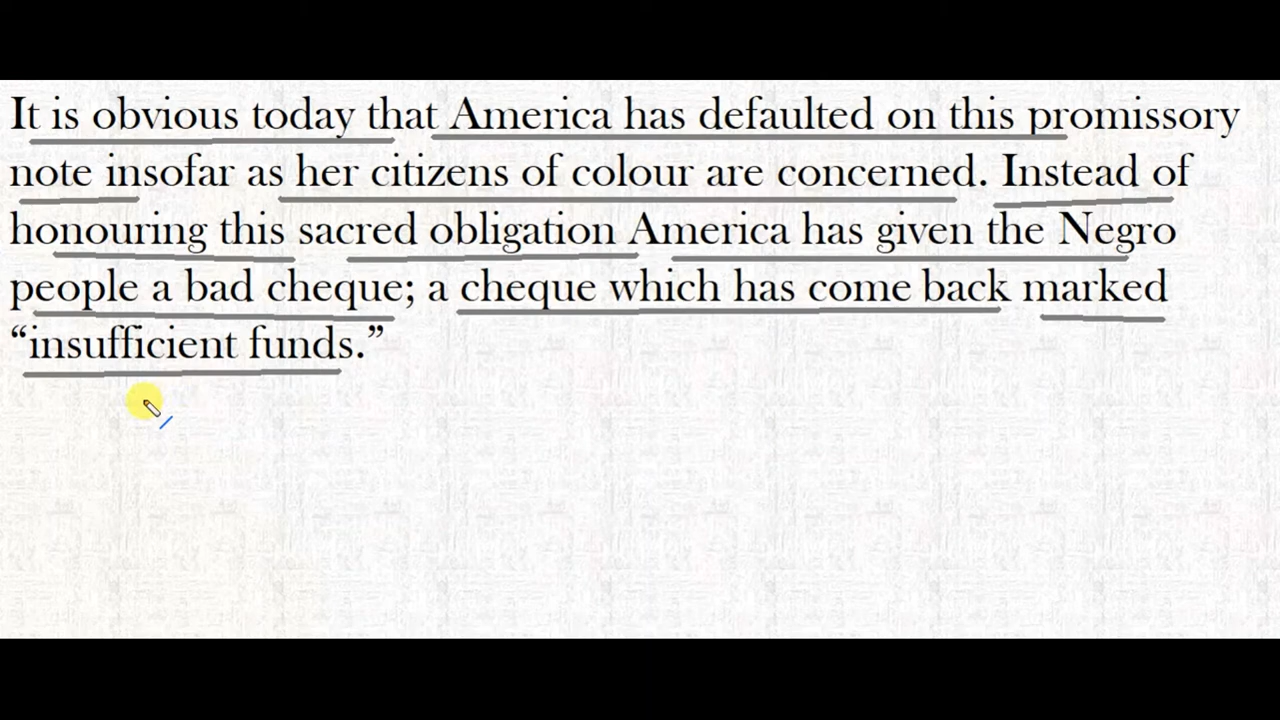 It is obvious today that America has defaulted on this promissory
note insofar as her citizens of colour are concerned. Instead of
honouring this sacred obligation America has given the Negro
people a bad cheque; a cheque which has come back marked
“insufficient funds.”